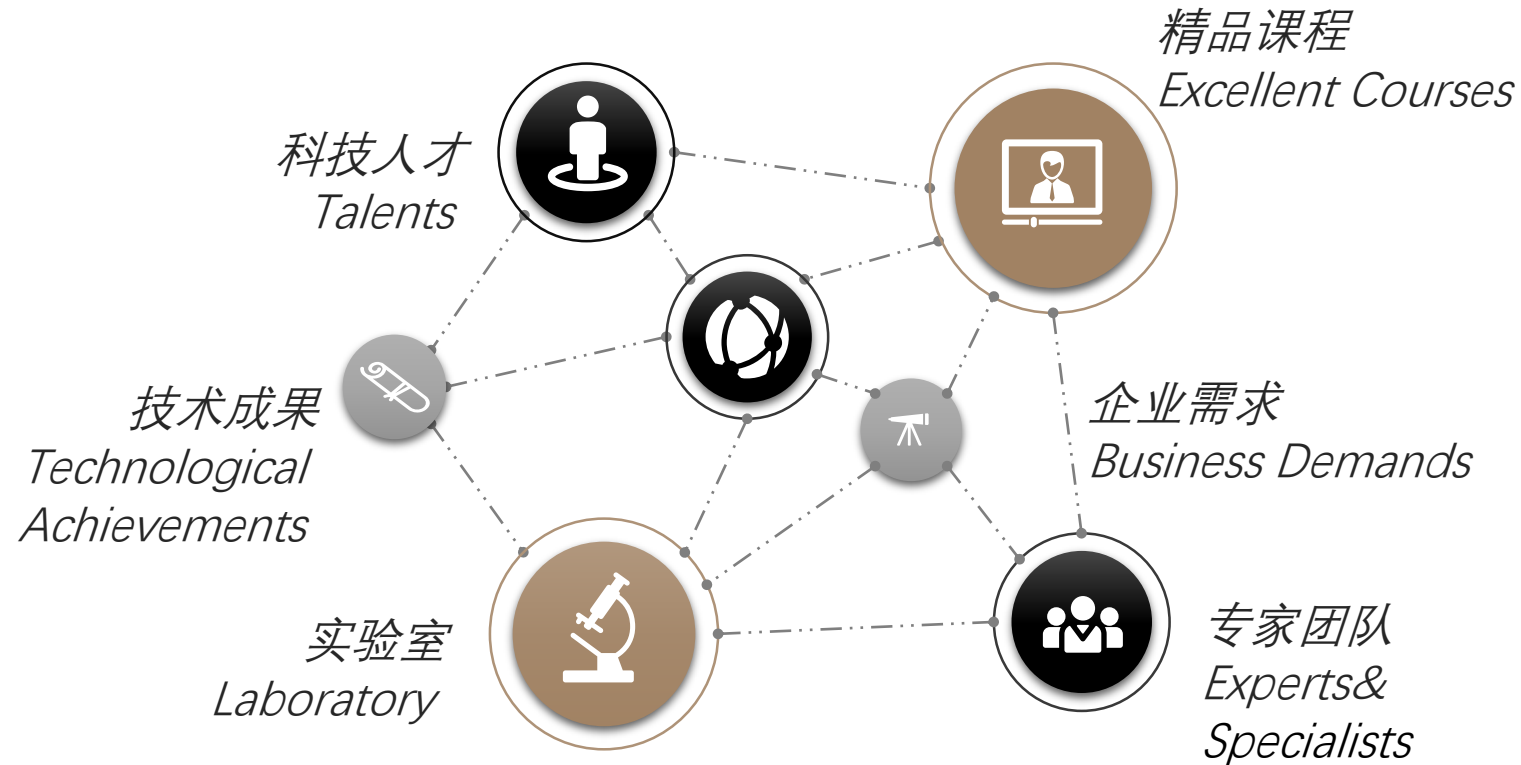 精品课程
Excellent Courses
科技人才
Talents
技术成果
Technological
Achievements
企业需求
Business Demands
实验室
Laboratory
专家团队
Experts&
Specialists